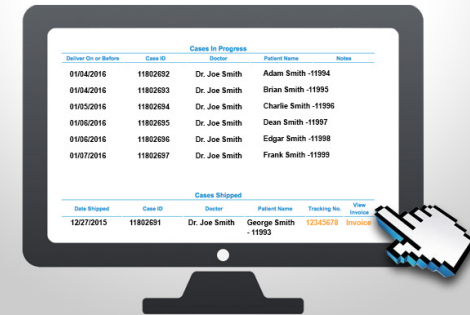 Cases In Progress
Deliver On or Before Case ID Doctor Patient Name Notes
01/04/2016 11802692 Dr. Joe Smith Adam Smith -11994
01/04/2016 11802693 Dr. Joe Smith Brian Smith -11995
01/05/2016 11802694 Dr. Joe Smith Charlie Smith -11996
01/06/2016 11802695 Dr. Joe Smith Dean Smith -11997
01/06/2016 11802696 Dr. Joe Smith Edgar Smith -11998
01/07/2016 11802697 Dr. Joe Smith Frank Smith -11999
Cases Shipped
Date Shipped Case ID Doctor Patient Name Tracking No. View
Invoice
12/27/2015 11802691 Dr. Joe Smith George Smith 12345678 Invoice
- 11993